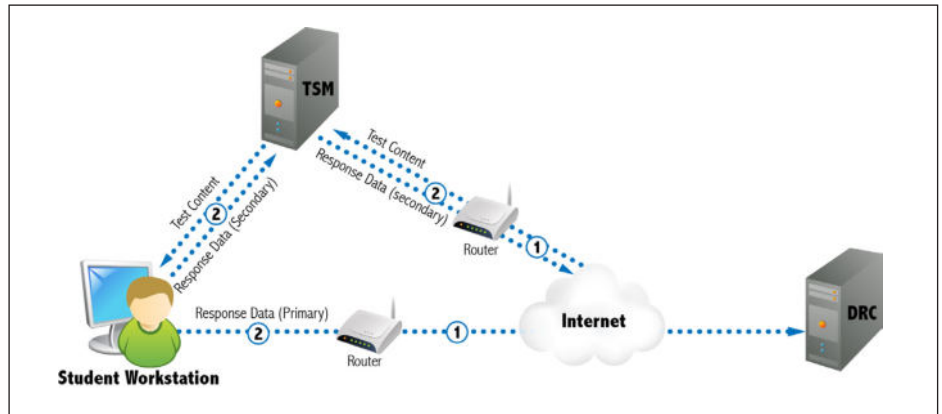 TSM
Test Content
Response Data (secondary)
2
Test Content
2
Response Data (Secondary)
Router
1
Internet
DRC
Response Data (Primary)
2
1
Router
Student Workstation